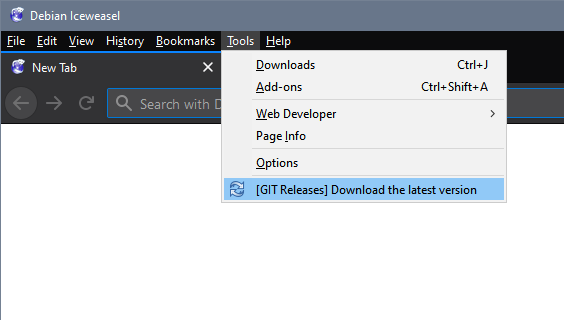 Debian Iceweasel
File Edit View History Bookmarks Tools Help
New Tab
Search with D
Downloads Ctrl+J
Add-ons Ctrl+Shift+A
Web Developer
Page Info
Options
[GIT Releases] Download the latest version